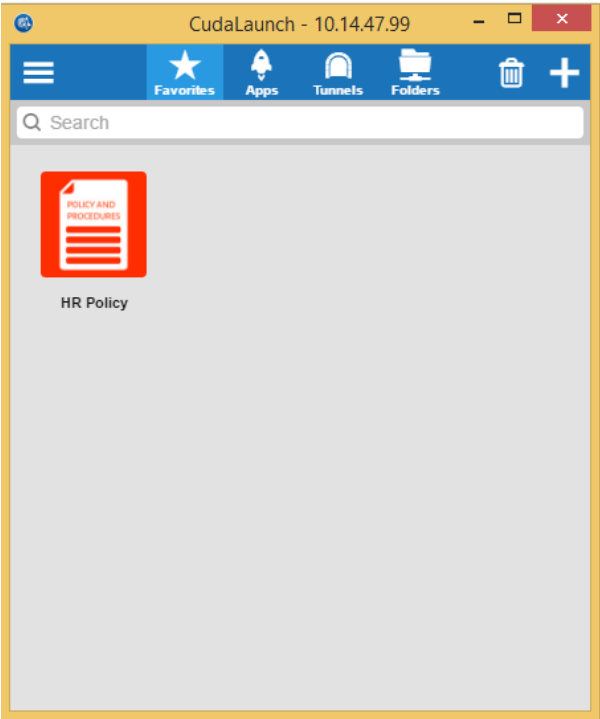 CudaLaunch - 10.14.47.99
Favorites Apps Tunnels Folders
Search
POLICY AND
PROCEDURES
HR Policy